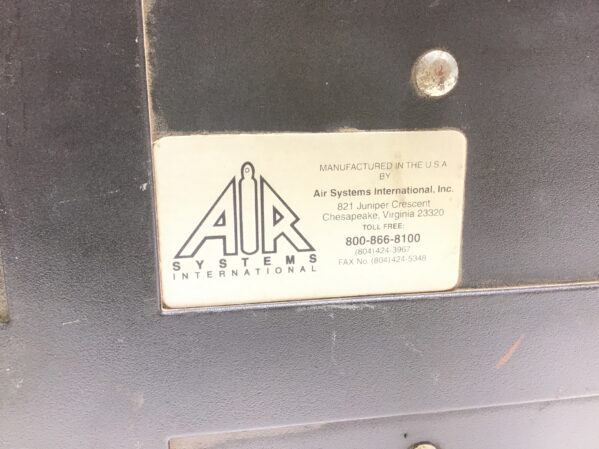 AIR
SYSTEMS
INTERNATIONAL
MANUFACTURED IN THE U.S.A
BY
Air Systems International, Inc.
821 Juniper Crescent
Chesapeake, Virginia 23320
TOLL FREE:
800-866-8100
(804)424-3967
FAX No. (804)424-5348